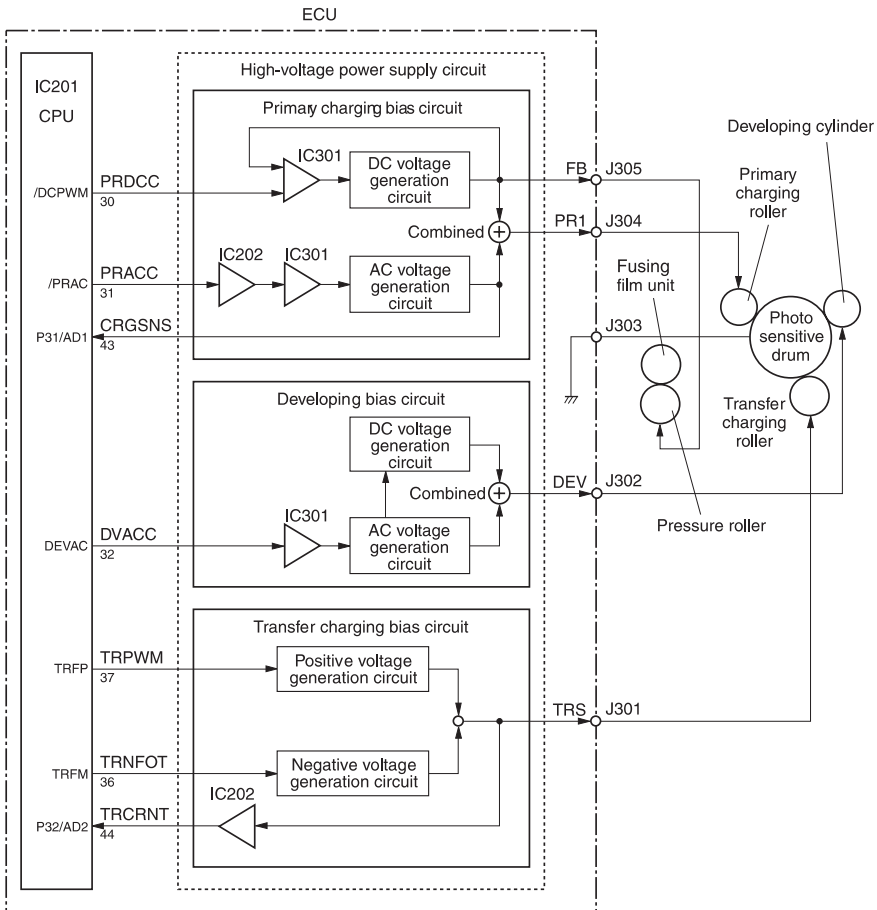 ECU
IC201
CPU
High-voltage power supply circuit
Primary charging bias circuit
IC301
DC voltage
generation
circuit
/DCPWM
PRDCC
30
FB
J305
Combined
PR1
J304
IC202
IC301
AC voltage
generation
circuit
/PRAC
PRACC
31
P31/AD1
CRGSNS
43
J303
Developing cylinder
Primary
charging
roller
Fusing
film unit
Photo
sensitive
drum
Transfer
charging
roller
Pressure roller
Developing bias circuit
DC voltage
generation
circuit
Combined
DEV
J302
IC301
AC voltage
generation
circuit
DEVAC
DVACC
32
Transfer charging bias circuit
TRFP
TRPWM
37
Positive voltage
generation circuit
TRS
J301
TRFM
TRNFOT
36
Negative voltage
generation circuit
IC202
P32/AD2
TRCRNT
44